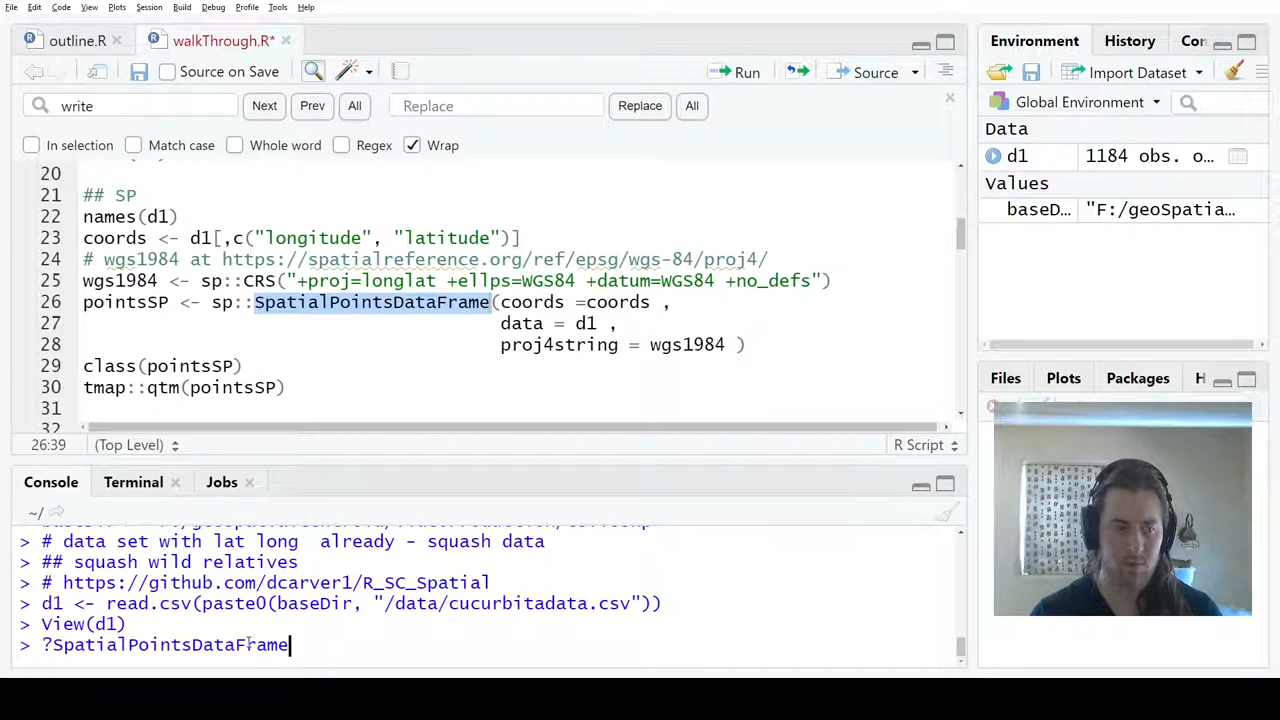 File Edit Code View Plots Session Build Debug Profile Tools Help
outline.R
walkThrough.R*
Environment
History
Source on Save
Run
Source
Import Dataset
write
Next
Prev
All
Replace
Replace
All
Global Environment
In selection
Match case
Whole word
Regex
Wrap
Data
d1 1184 obs. o…
Values
baseD… "F:/geoSpatia…
20
21 ## SP
22 names(d1)
23 coords <- d1[,c("longitude", "latitude")]
24 # wgs1984 at https://spatialreference.org/ref/epsg/wgs-84/proj4/
25 wgs1984 <- sp::CRS("+proj=longlat +ellps=WGS84 +datum=WGS84 +no_defs")
26 pointsSP <- sp::SpatialPointsDataFrame(coords =coords ,
27 data = d1 ,
28 proj4string = wgs1984 )
29 class(pointsSP)
30 tmap::qtm(pointsSP)
31
32
26:39
(Top Level)
R Script
Files
Plots
Packages
Console
Terminal
Jobs
~/
> # data set with lat long  already - squash data
> ## squash wild relatives
> # https://github.com/dcarver1/R_SC_Spatial
> d1 <- read.csv(paste0(baseDir, "/data/cucurbitadata.csv"))
> View(d1)
> ?SpatialPointsDataFrame